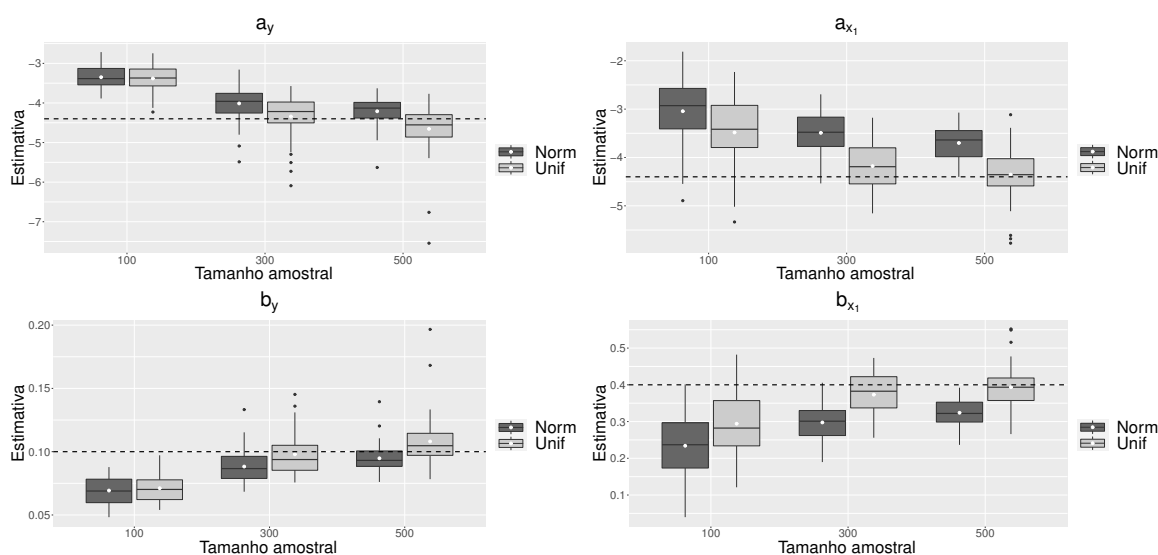 a_y
Estimativa
−3
−4
−5
−6
−7
100
300
500
Tamanho amostral
Norm
Unif
a_x₁
Estimativa
−2
−3
−4
−5
100
300
500
Tamanho amostral
Norm
Unif
b_y
Estimativa
0.20
0.15
0.10
0.05
100
300
500
Tamanho amostral
Norm
Unif
b_x₁
Estimativa
0.5
0.4
0.3
0.2
0.1
100
300
500
Tamanho amostral
Norm
Unif